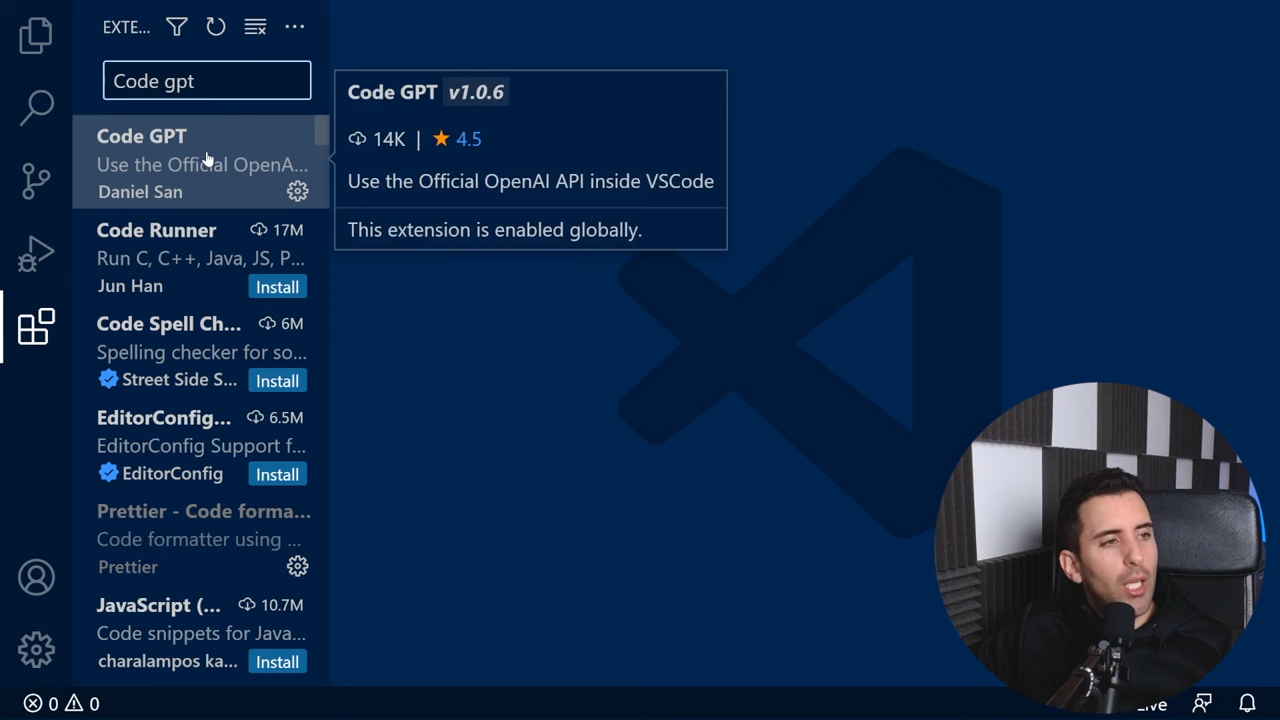 EXTE...
Code gpt
Code GPT
Use the Official OpenA...
Daniel San
Code Runner 17M
Run C, C++, Java, JS, P...
Jun Han Install
Code Spell Ch... 6M
Spelling checker for so...
Street Side S... Install
EditorConfig... 6.5M
EditorConfig Support f...
EditorConfig Install
Prettier - Code forma...
Code formatter using ...
Prettier
JavaScript (... 10.7M
Code snippets for Java...
charalampos ka... Install
Code GPT v1.0.6
14K | ★ 4.5
Use the Official OpenAI API inside VSCode
This extension is enabled globally.
0 0
Live